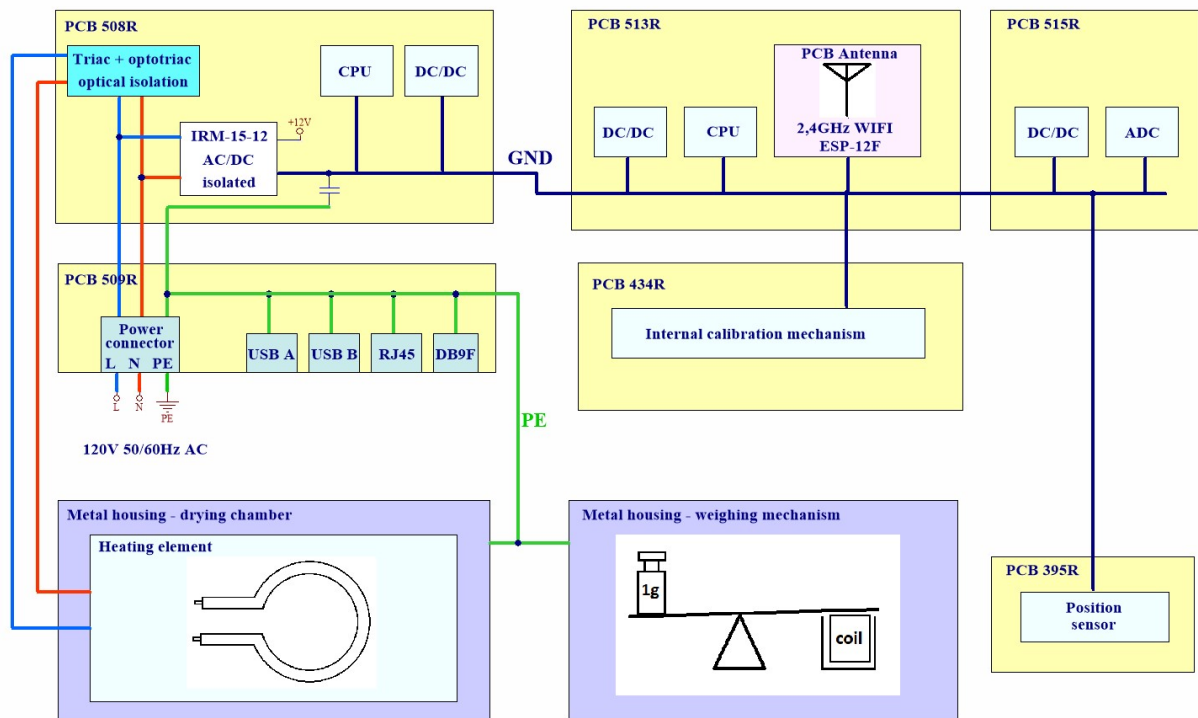 PCB 508R
Triac + optotriac
optical isolation
CPU
DC/DC
IRM-15-12
AC/DC
isolated
+12V
GND
PCB 513R
DC/DC
CPU
PCB Antenna
2,4GHz WIFI
ESP-12F
PCB 515R
DC/DC
ADC
PCB 509R
Power
connector
L N PE
USB A
USB B
RJ45
DB9F
L
N
PE
120V 50/60Hz AC
PE
PCB 434R
Internal calibration mechanism
Metal housing - drying chamber
Heating element
Metal housing - weighing mechanism
1g
coil
PCB 395R
Position
sensor